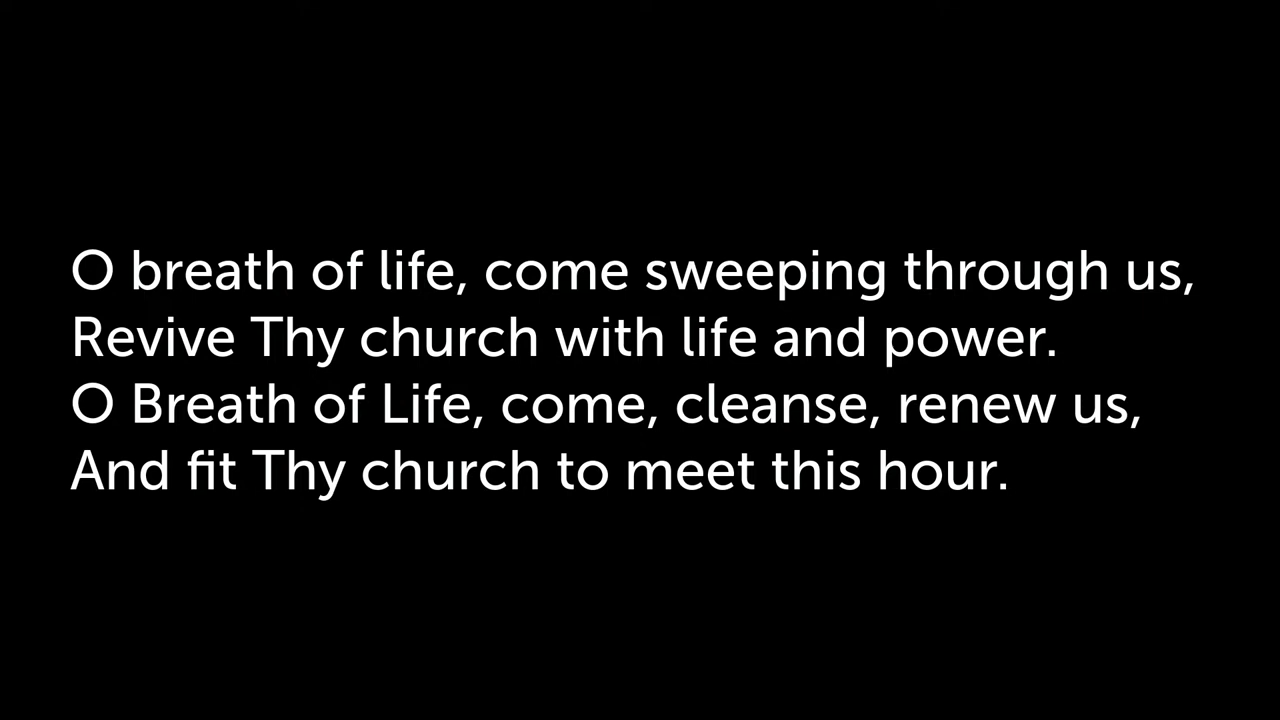 O breath of life, come sweeping through us,
Revive Thy church with life and power.
O Breath of Life, come, cleanse, renew us,
And fit Thy church to meet this hour.